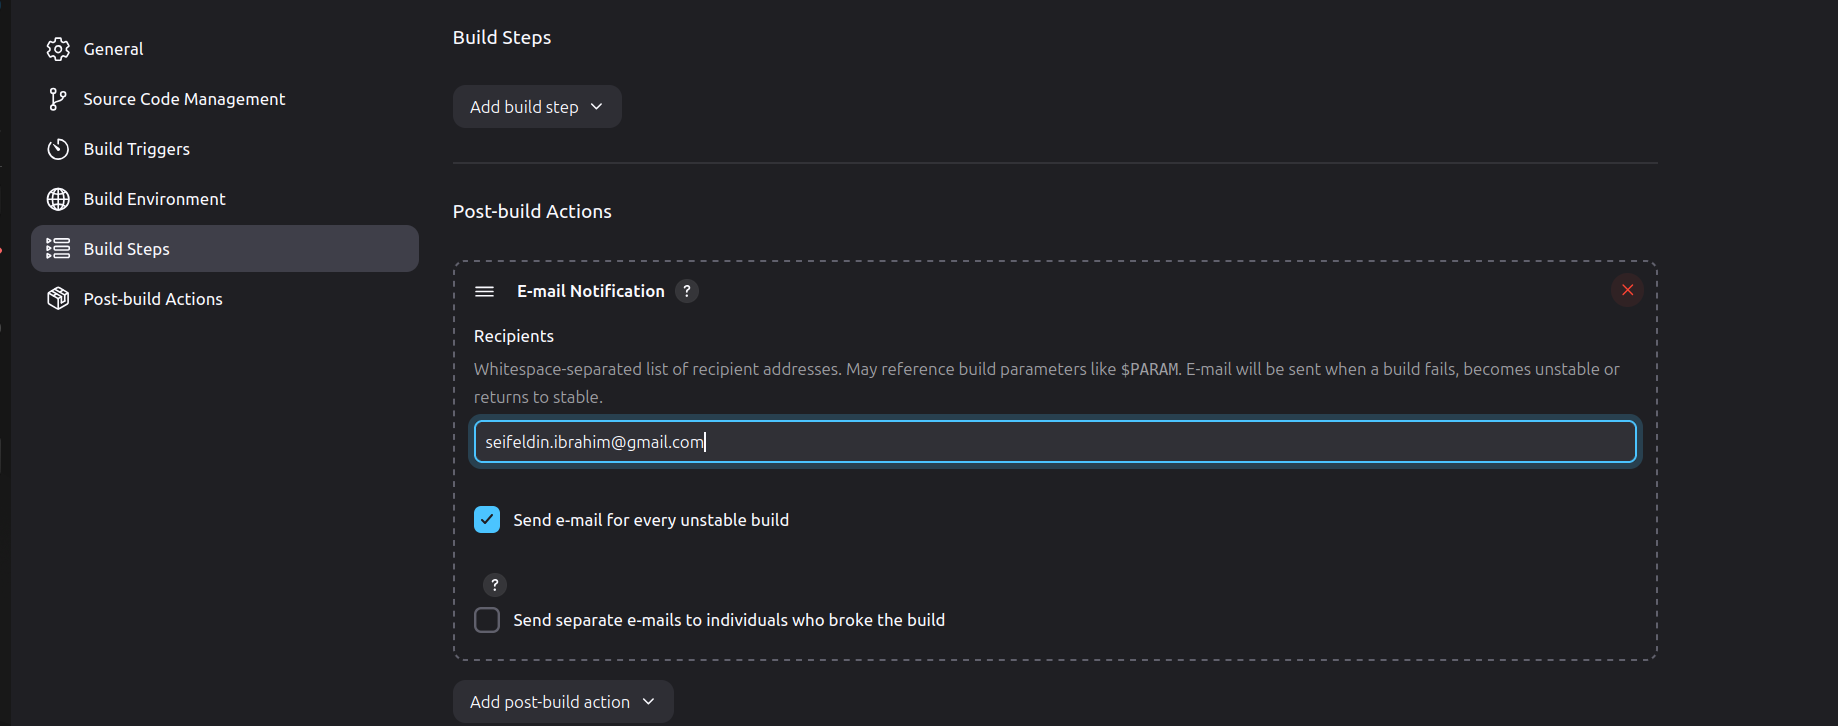 General
Source Code Management
Build Triggers
Build Environment
Build Steps
Post-build Actions
Build Steps
Add build step
Post-build Actions
E-mail Notification ?
Recipients
Whitespace-separated list of recipient addresses. May reference build parameters like $PARAM. E-mail will be sent when a build fails, becomes unstable or
returns to stable.
seifeldin.ibrahim@gmail.com
Send e-mail for every unstable build
?
Send separate e-mails to individuals who broke the build
Add post-build action